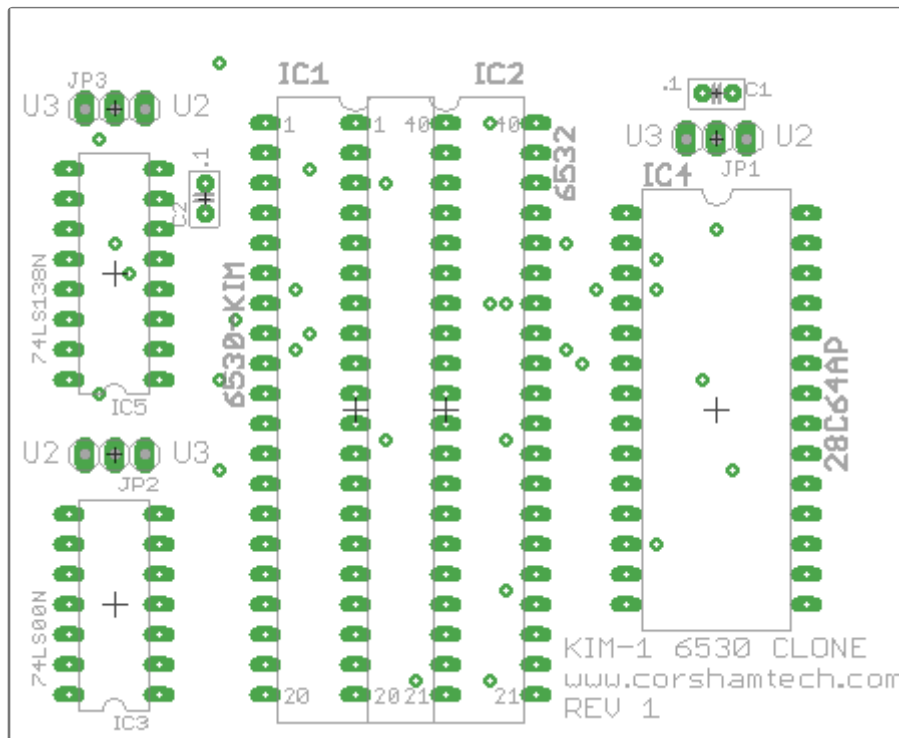 JP3
U3 U2
74LS138N
IC5
.1
C2
U2 U3
JP2
74LS00N
IC3
IC1 IC2
1 1 40 40
6530-KIM
6532
20 20 21 21
.1 C1
U3 U2
JP1
IC4
28C64AP
KIM-1 6530 CLONE
www.corshamtech.com
REV 1